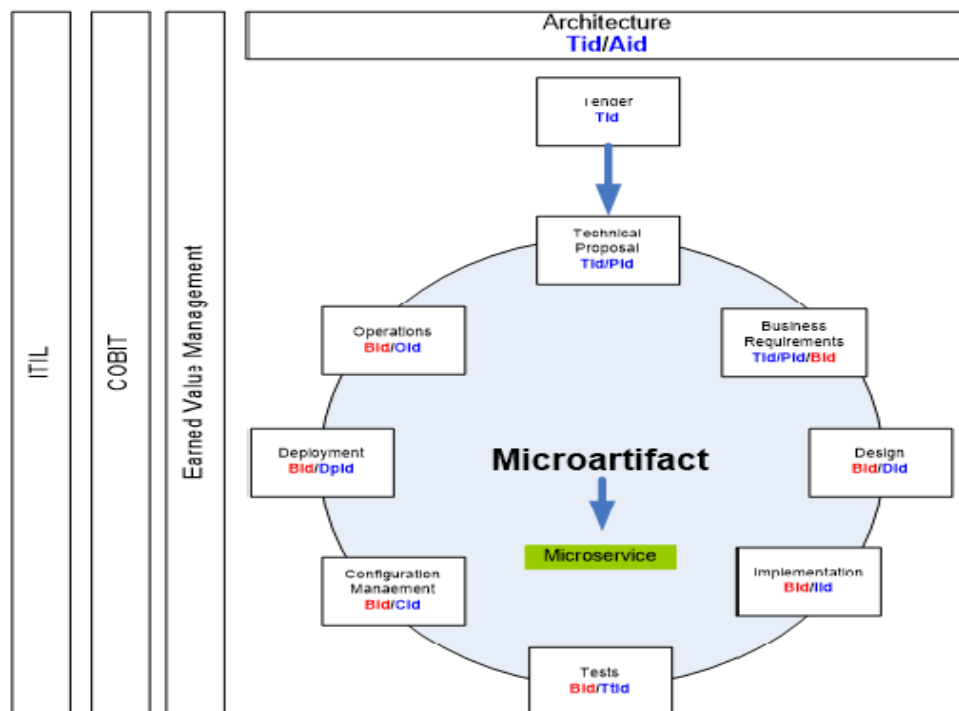 Architecture
Tid/Aid
Tender
Tid
Technical
Proposal
Tid/Pid
Operations
Bid/Oid
Business
Requirements
Tid/Pid/Bid
Deployment
Bid/DpId
Microartifact
Design
Bid/Did
Microservice
Configuration
Manaement
Bid/Cid
Implementation
Bid/Iid
Tests
Bid/TtId
ITIL
COBIT
Earned Value Management